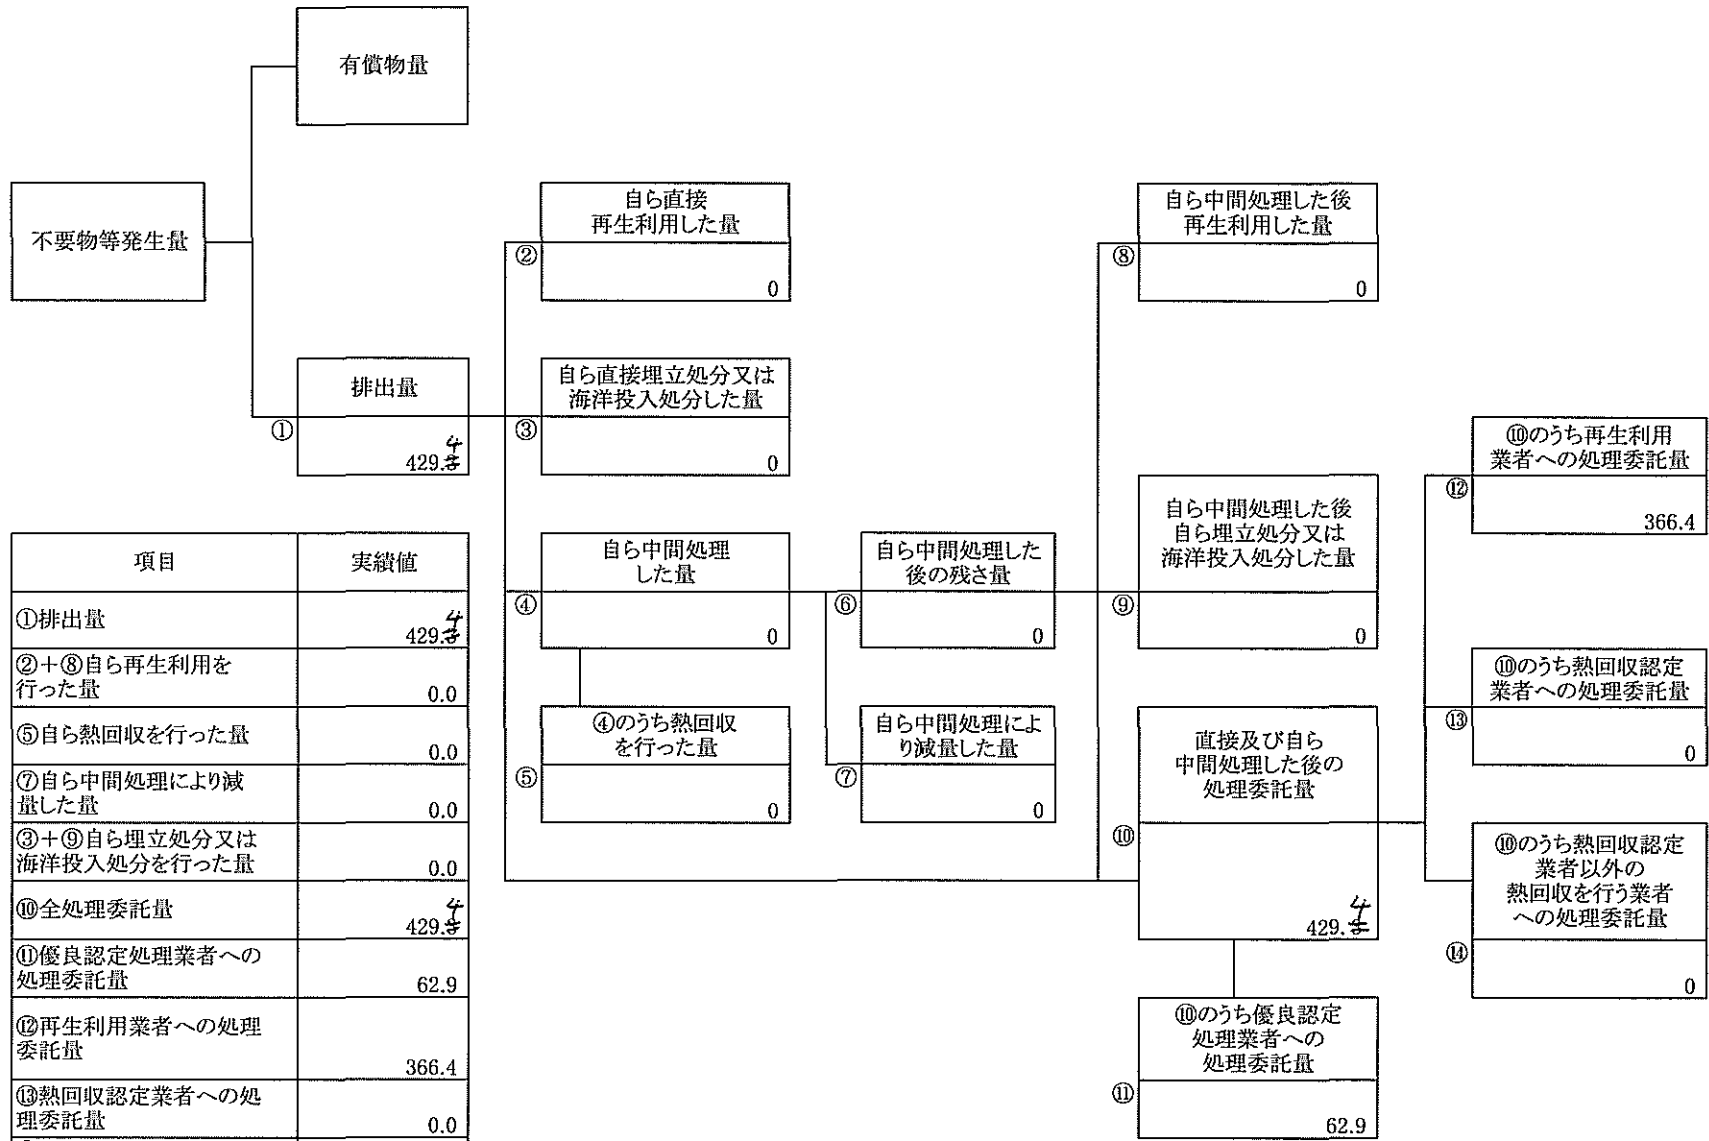 有償物量
不要物等発生量
自ら直接
再生利用した量
②
0
自ら中間処理した後
再生利用した量
⑧
0
排出量
①
4
429.3
自ら直接埋立処分又は
海洋投入処分した量
③
0
⑩のうち再生利用
業者への処理委託量
⑫
366.4
自ら中間処理
した量
④
0
自ら中間処理した
後の残さ量
⑥
0
自ら中間処理した後
自ら埋立処分又は
海洋投入処分した量
⑨
0
⑩のうち熱回収認定
業者への処理委託量
⑬
0
④のうち熱回収
を行った量
⑤
0
自ら中間処理によ
り減量した量
⑦
0
直接及び自ら
中間処理した後の
処理委託量
⑩
4
429.
⑩のうち熱回収認定
業者以外の
熱回収を行う業者
への処理委託量
⑭
0
⑩のうち優良認定
処理業者への
処理委託量
⑪
62.9
項目 実績値
①排出量
4
429.3
②+⑧自ら再生利用を
行った量 0.0
⑤自ら熱回収を行った量
0.0
⑦自ら中間処理により減
量した量 0.0
③+⑨自ら埋立処分又は
海洋投入処分を行った量 0.0
⑩全処理委託量
4
429.3
⑪優良認定処理業者への
処理委託量 62.9
⑫再生利用業者への処理
委託量 366.4
⑬熱回収認定業者への処
理委託量 0.0